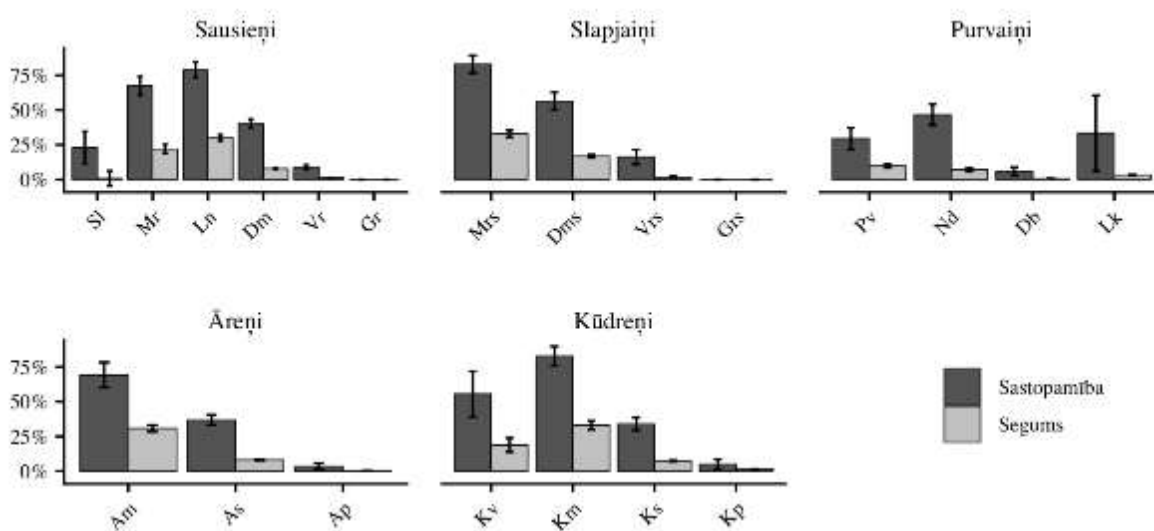 Sausieņi
75%
50%
25%
0%
Sl
Mr
Ln
Dm
Vr
Gr
Slapjaiņi
Mrs
Dms
Vrs
Grs
Purvaiņi
Pv
Nd
Db
Lk
Āreņi
75%
50%
25%
0%
Am
As
Ap
Kūdreņi
Kv
Km
Ks
Kp
Sastopamība
Segums